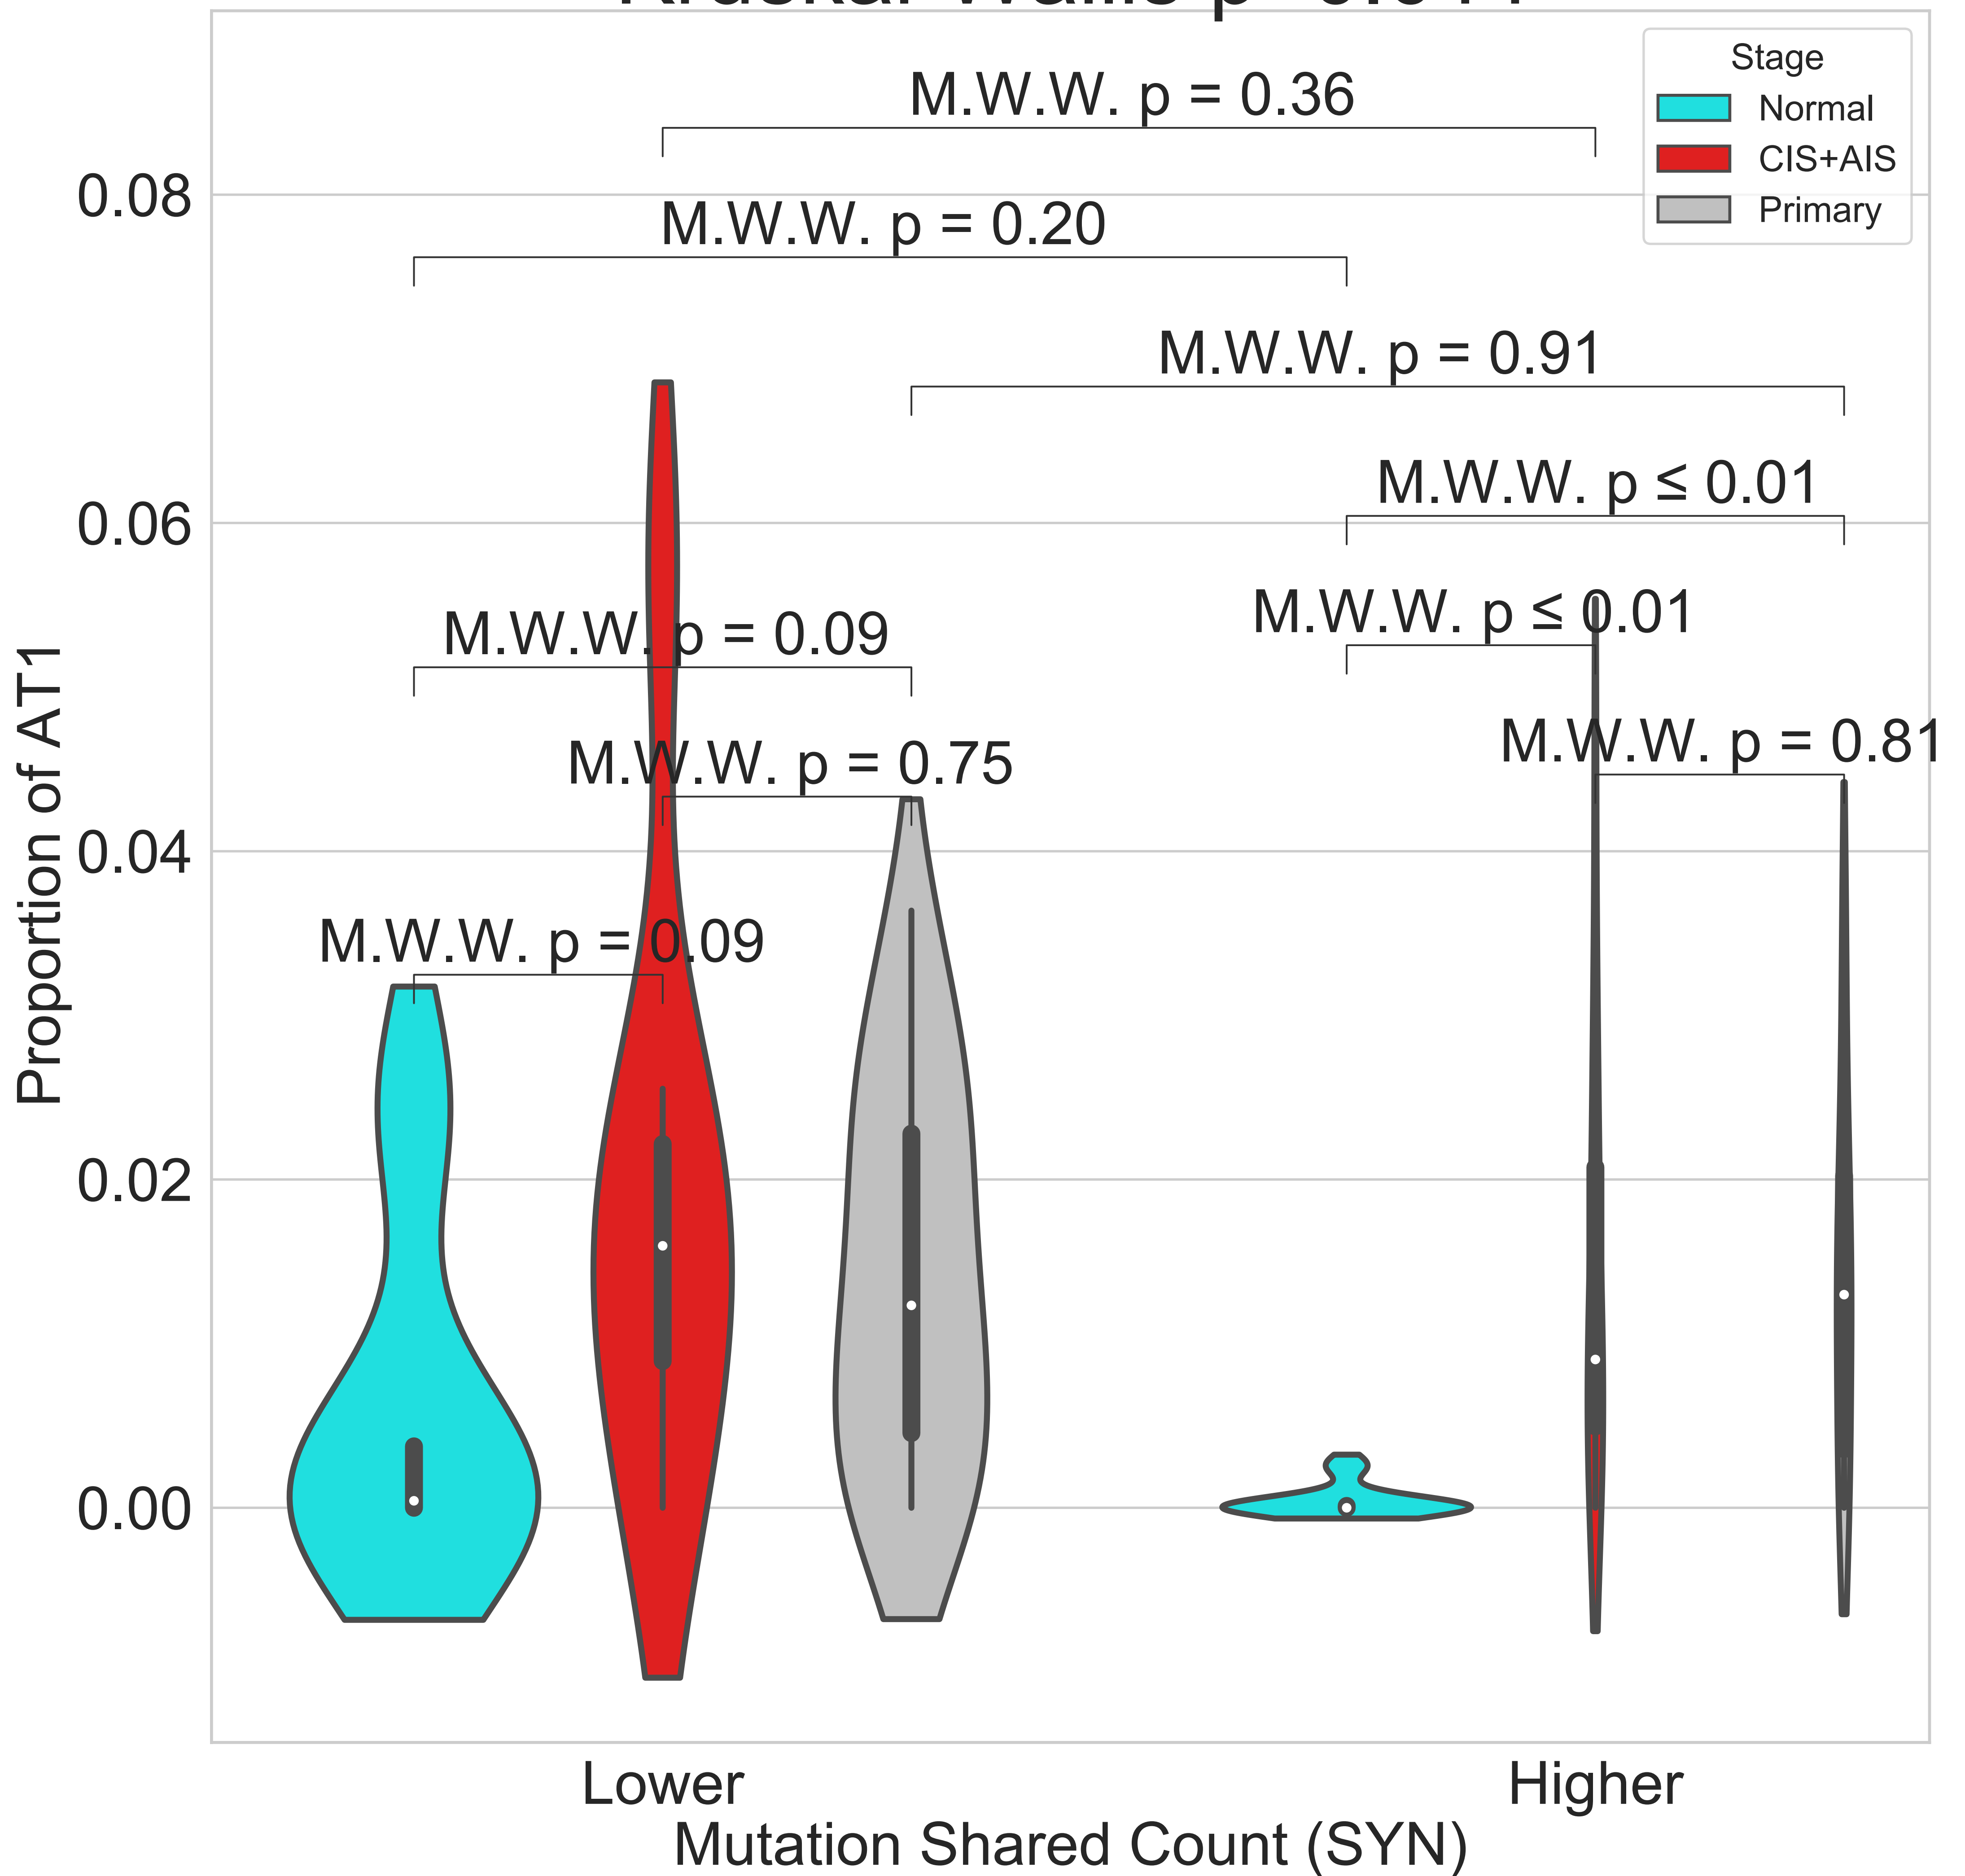 Stage
Normal
CIS+AIS
Primary
M.W.W. p = 0.36
M.W.W. p = 0.20
M.W.W. p = 0.91
M.W.W. p ≤ 0.01
M.W.W. p ≤ 0.01
M.W.W. p = 0.09
M.W.W. p = 0.81
M.W.W. p = 0.75
M.W.W. p = 0.09
0.08
0.06
0.04
0.02
0.00
Proportion of AT1
Lower
Higher
Mutation Shared Count (SYN)